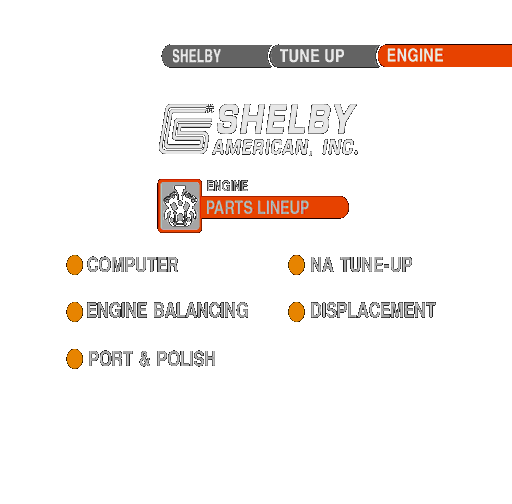 SHELBY TUNE UP ENGINE
SHELBY
AMERICAN, INC.
ENGINE
PARTS LINEUP
COMPUTER NA TUNE-UP
ENGINE BALANCING DISPLACEMENT
PORT & POLISH